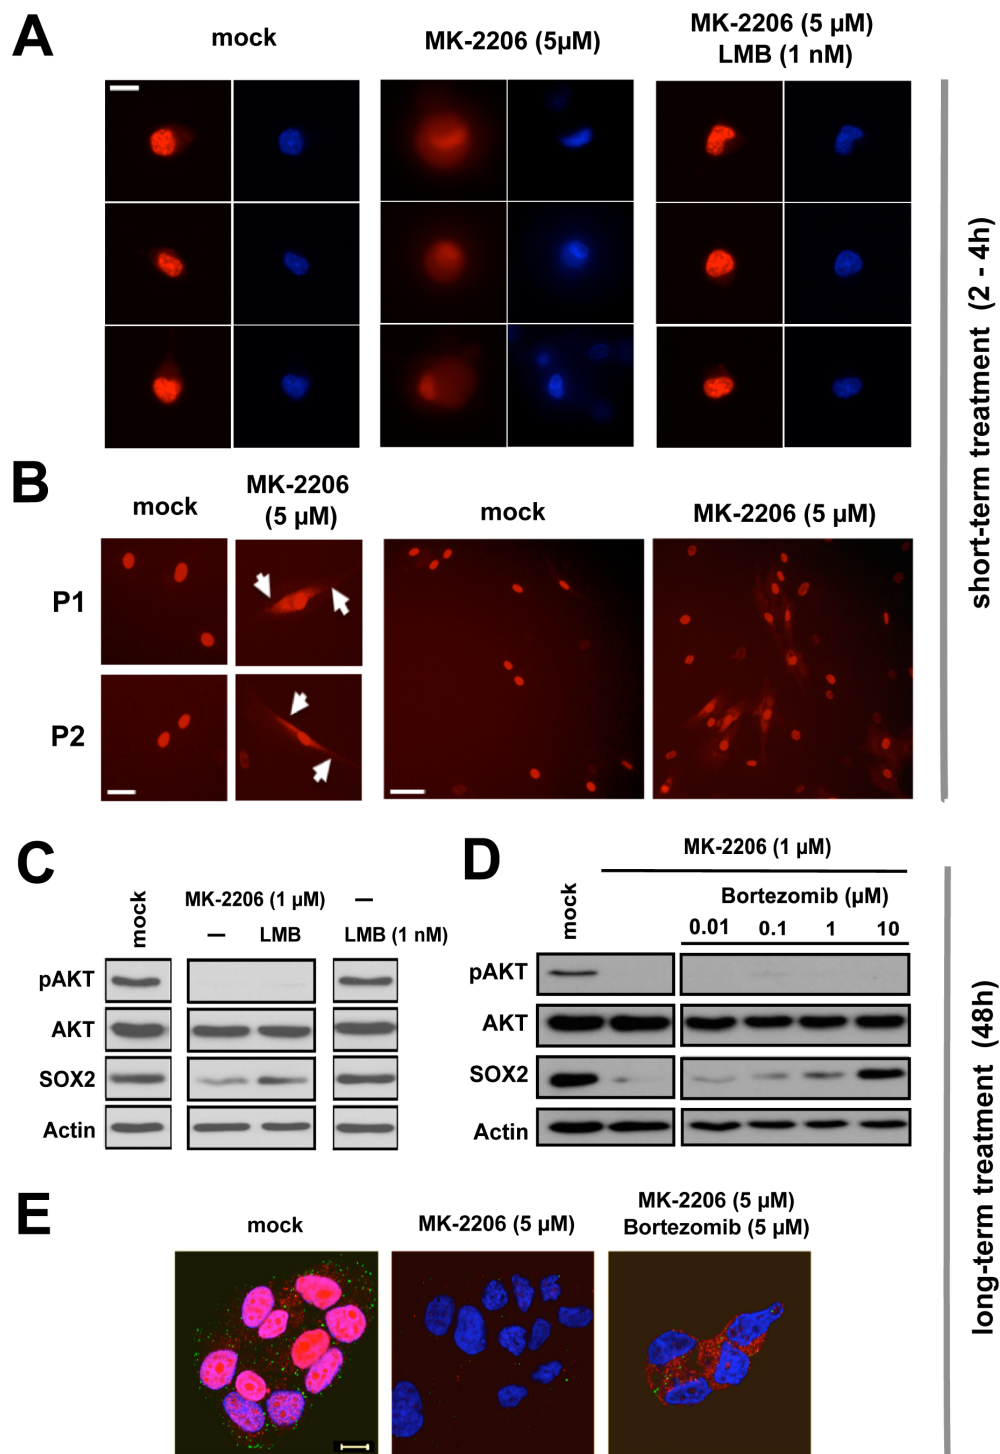 A
mock
MK-2206 (5µM)
MK-2206 (5 µM)
LMB (1 nM)
short-term treatment (2 - 4h)
B
mock
MK-2206
(5 µM)
mock
MK-2206 (5 µM)
P1
P2
C
mock
MK-2206 (1 µM)
–
–
LMB
LMB (1 nM)
pAKT
AKT
SOX2
Actin
D
mock
MK-2206 (1 µM)
Bortezomib (µM)
0.01 0.1 1 10
pAKT
AKT
SOX2
Actin
long-term treatment (48h)
E
mock
MK-2206 (5 µM)
MK-2206 (5 µM)
Bortezomib (5 µM)